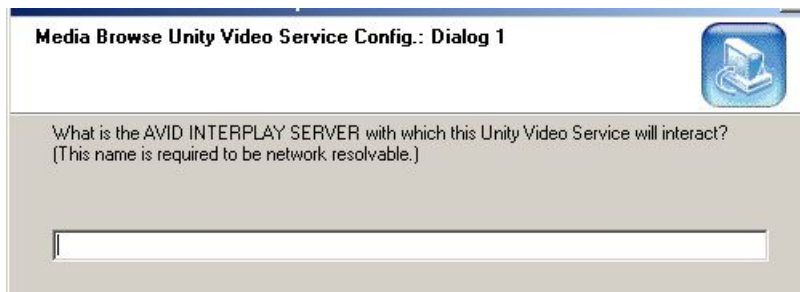 Media Browse Unity Video Service Config.: Dialog 1
What is the AVID INTERPLAY SERVER with which this Unity Video Service will interact?
(This name is required to be network resolvable.)